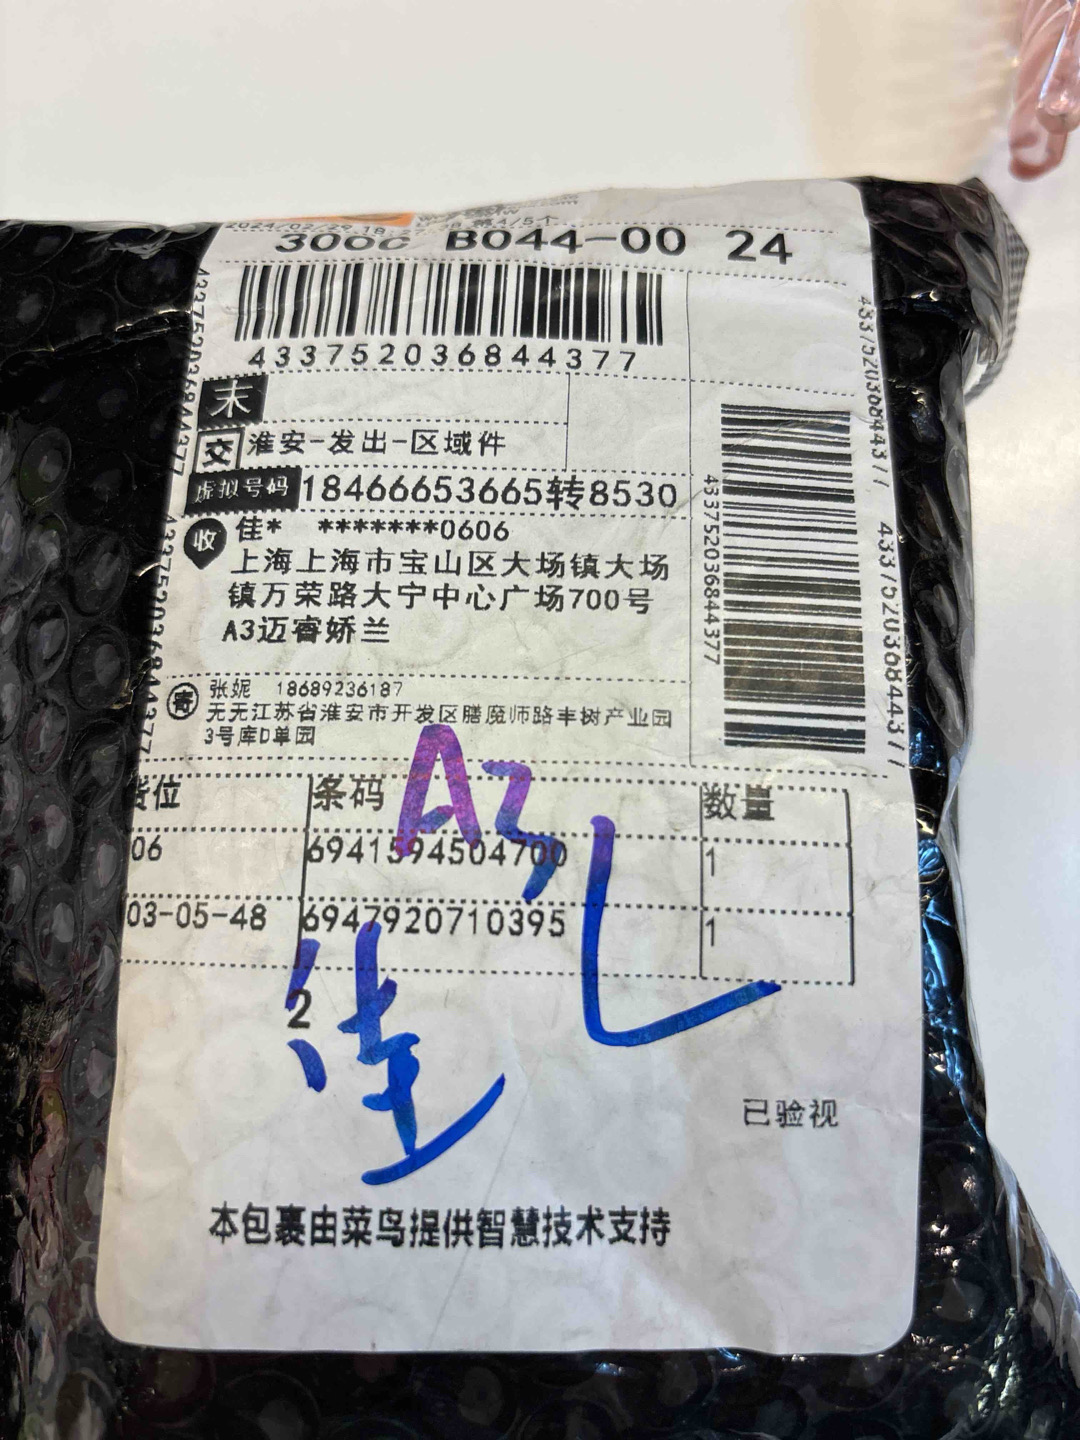 300c B044-00 24
433752036844377
末
交 淮安-发出-区域件
虚拟号码 18466653665转8530
收 佳* *******0606
上海上海市宝山区大场镇大场
镇万荣路大宁中心广场700号
A3迈睿娇兰
寄 张妮 18689236187
无无江苏省淮安市开发区膳魔师路丰树产业园
3号库D单园
货位 条码 数量
06 6941594504700 1
03-05-48 6947920710395 1
2
A3
L
佳
已验视
本包裹由菜鸟提供智慧技术支持
433752036844377
433752036844377
433752036844377